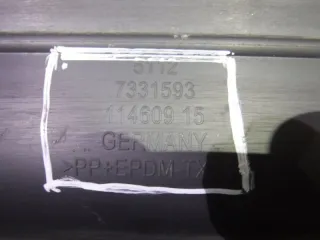 5112
7331593
114609 15
GERMANY
>PP+EPDM-TX